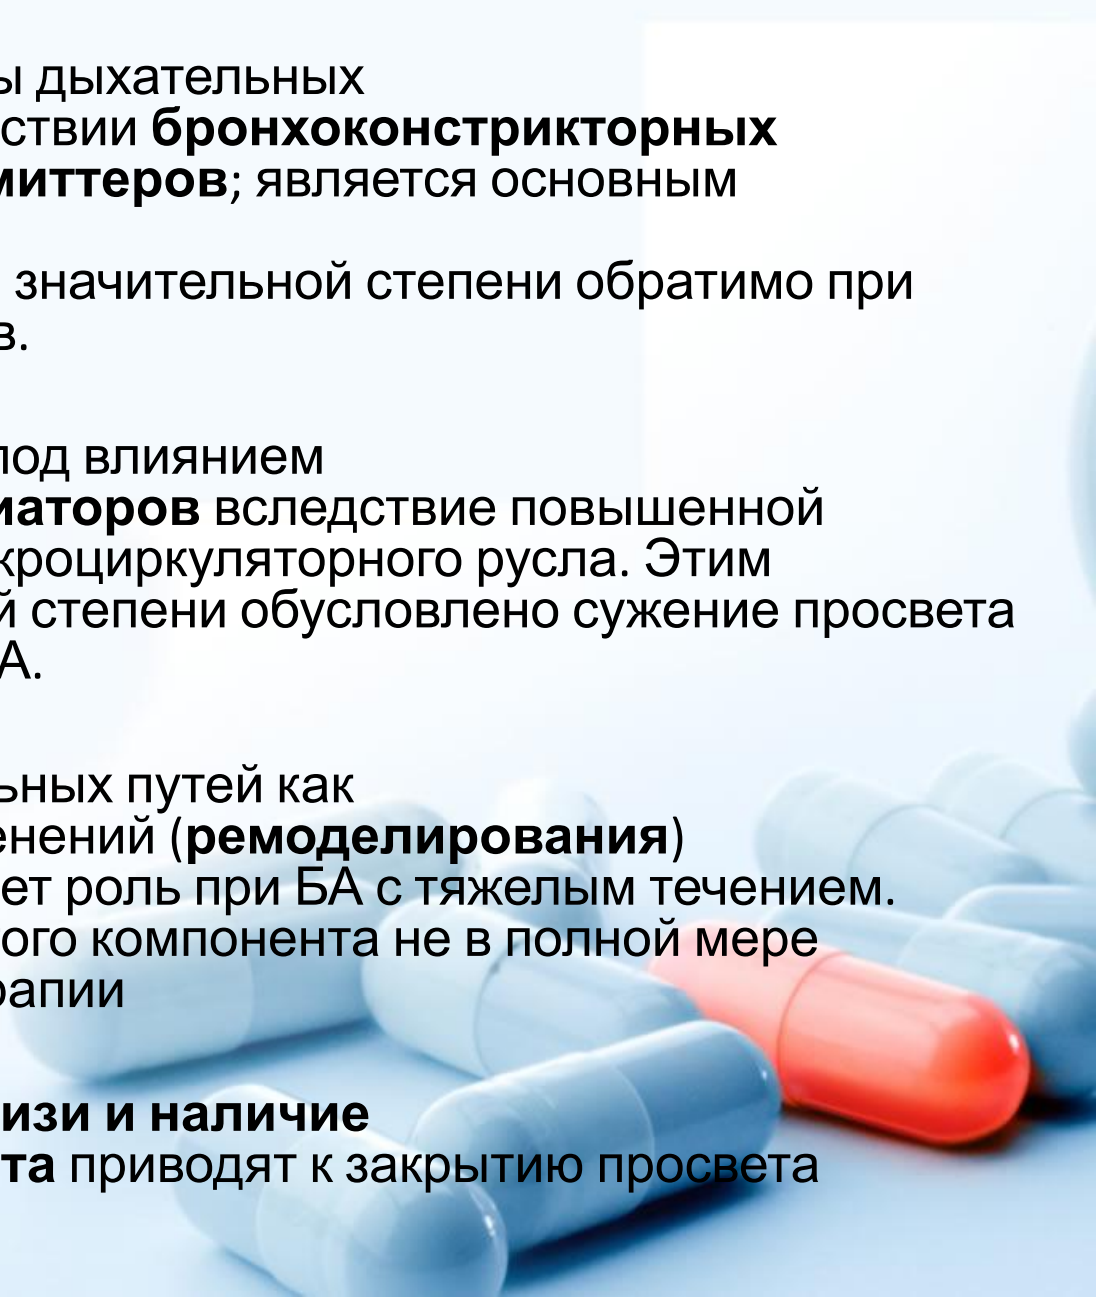 ы дыхательных
ствии бронхоконстрикторных
миттеров; является основным
значительной степени обратимо при
в.
под влиянием
иаторов вследствие повышенной
кроциркуляторного русла. Этим
й степени обусловлено сужение просвета
А.
ьных путей как
енений (ремоделирования)
ет роль при БА с тяжелым течением.
ого компонента не в полной мере
рапии
изи и наличие
та приводят к закрытию просвета